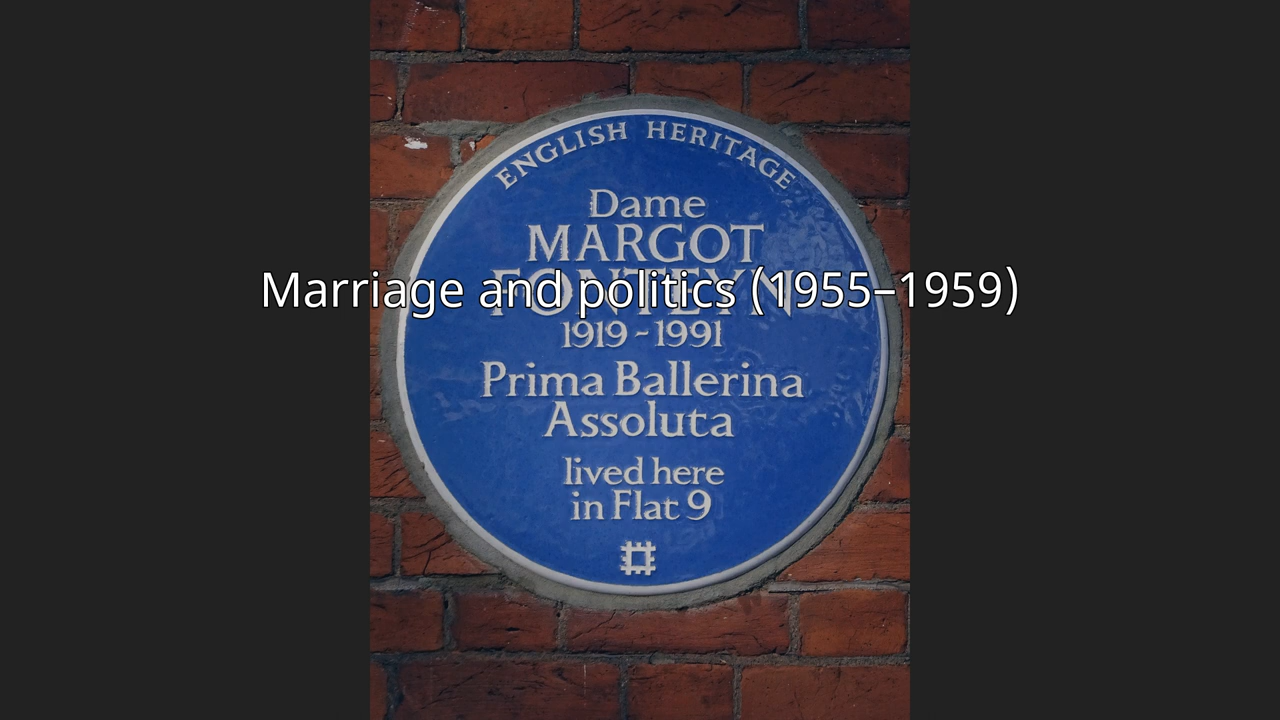 ENGLISH HERITAGE
Dame
MARGOT
FONTEYN
Marriage and politics (1955–1959)
1919 - 1991
Prima Ballerina
Assoluta
lived here
in Flat 9